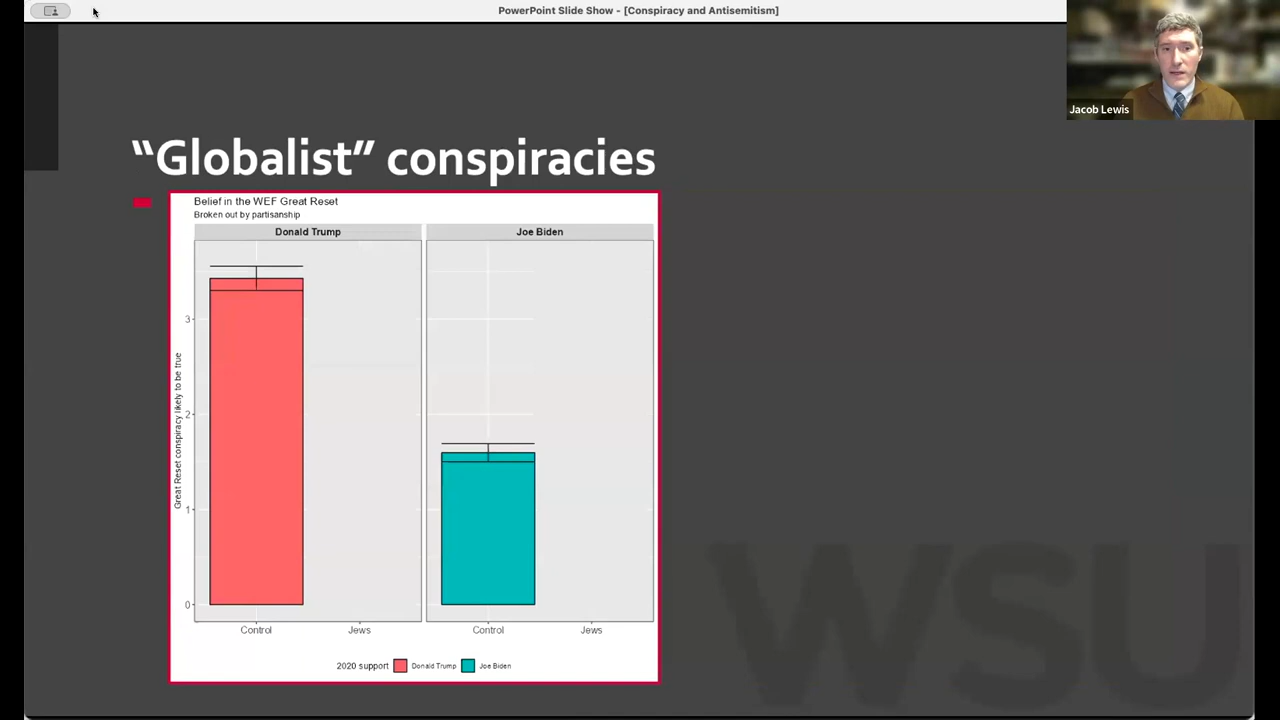 PowerPoint Slide Show - [Conspiracy and Antisemitism]
Jacob Lewis
“Globalist” conspiracies
Belief in the WEF Great Reset
Broken out by partisanship
Donald Trump
Joe Biden
Great Reset conspiracy likely to be true
3
2
1
0
Control
Jews
Control
Jews
2020 support
Donald Trump
Joe Biden
WSU